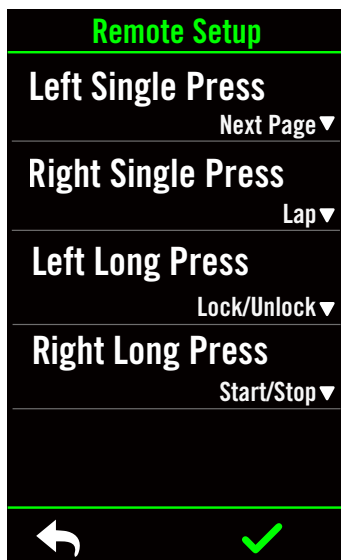 Remote Setup
Left Single Press
Next Page
Right Single Press
Lap
Left Long Press
Lock/Unlock
Right Long Press
Start/Stop